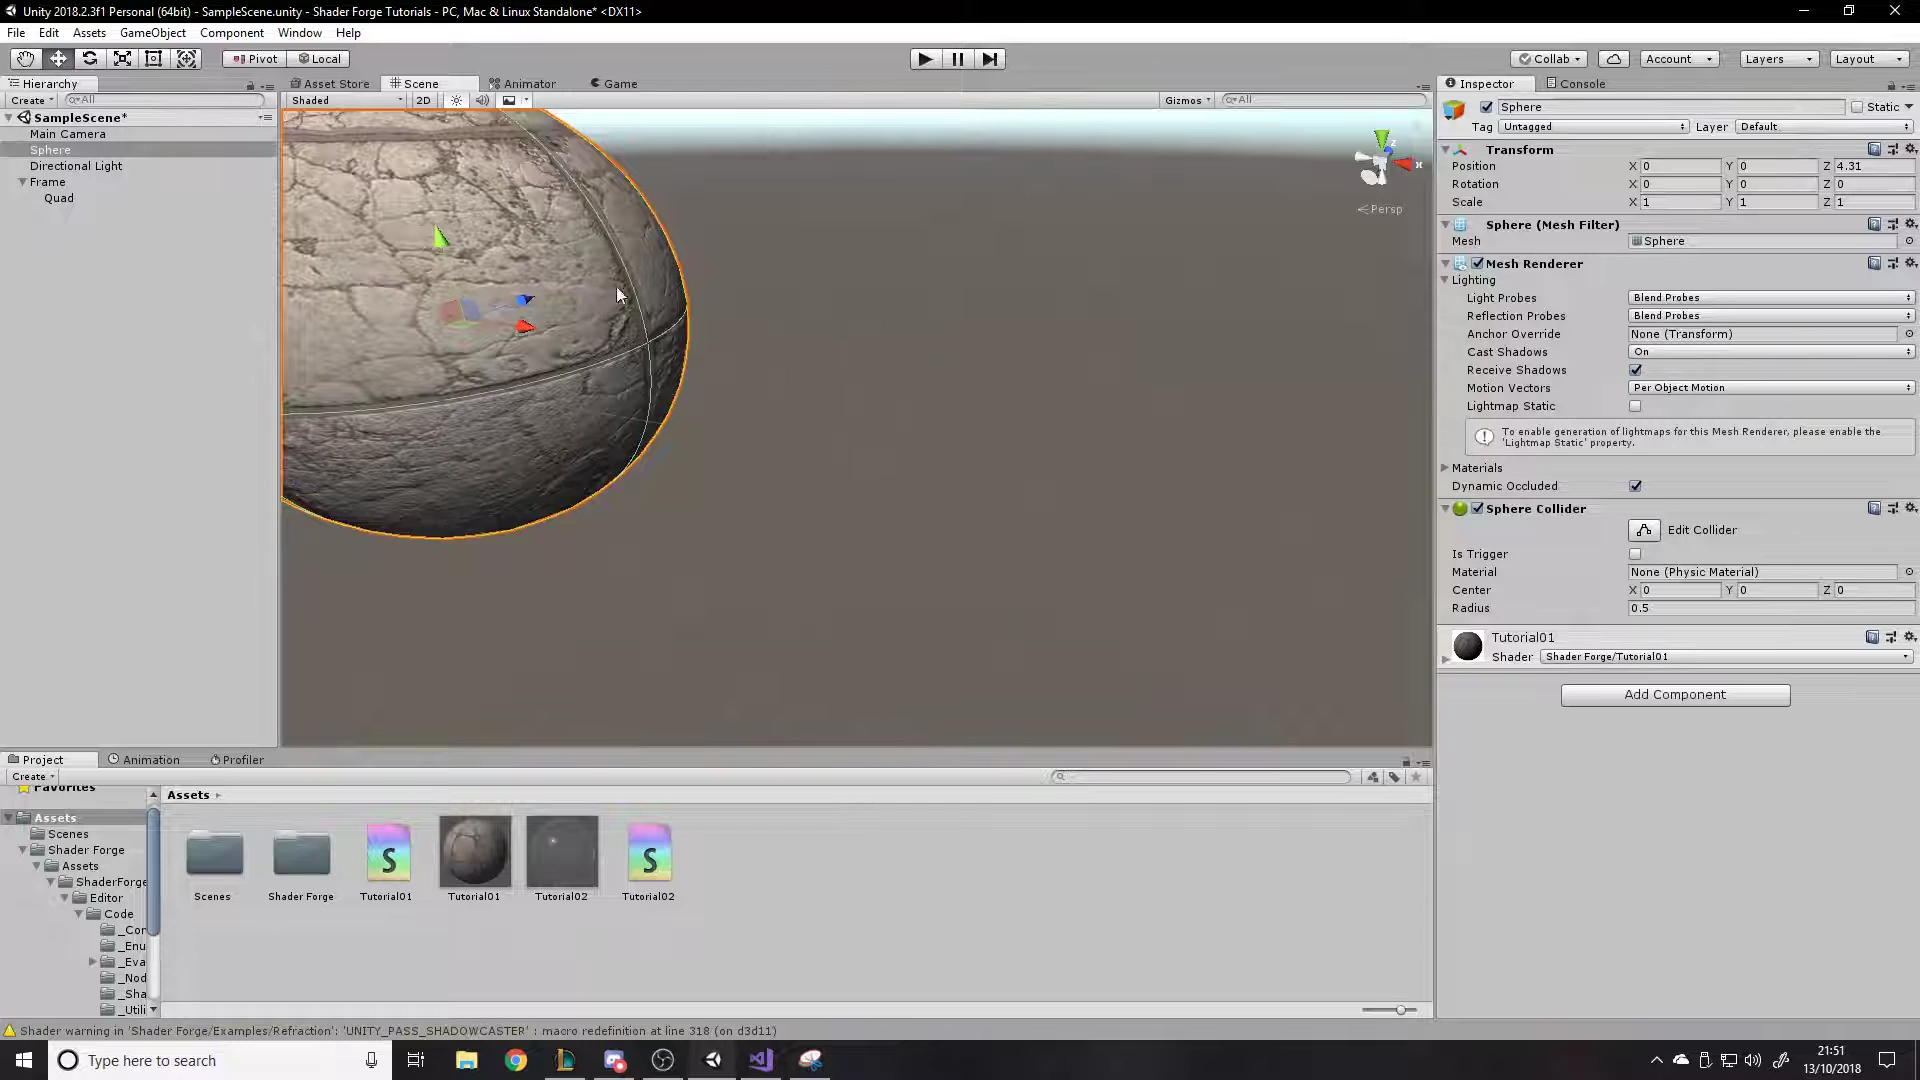 Unity 2018.2.3f1 Personal (64bit) - SampleScene.unity - Shader Forge Tutorials - PC, Mac & Linux Standalone* <DX11>
File Edit Assets GameObject Component Window Help
Pivot Local Collab Account Layers Layout
Hierarchy Asset Store Scene Animator Game Inspector Console
Create All Shaded 2D Gizmos All
SampleScene*
Main Camera
Sphere
Directional Light
Frame
Quad
z
x
Persp
Sphere Static
Tag Untagged Layer Default
Transform
Position X 0 Y 0 Z 4.31
Rotation X 0 Y 0 Z 0
Scale X 1 Y 1 Z 1
Sphere (Mesh Filter)
Mesh Sphere
Mesh Renderer
Lighting
Light Probes Blend Probes
Reflection Probes Blend Probes
Anchor Override None (Transform)
Cast Shadows On
Receive Shadows
Motion Vectors Per Object Motion
Lightmap Static
To enable generation of lightmaps for this Mesh Renderer, please enable the
'Lightmap Static' property.
Materials
Dynamic Occluded
Sphere Collider
Edit Collider
Is Trigger
Material None (Physic Material)
Center X 0 Y 0 Z 0
Radius 0.5
Tutorial01
Shader Shader Forge/Tutorial01
Add Component
Project Animation Profiler
Create
Favorites
Assets
Scenes
Shader Forge
Assets
ShaderForge
Editor
Code
_Cor
_Enu
_Eva
_Nod
_Sha
_Utili
Assets
S S
Scenes Shader Forge Tutorial01 Tutorial01 Tutorial02 Tutorial02
Shader warning in 'Shader Forge/Examples/Refraction': 'UNITY_PASS_SHADOWCASTER' : macro redefinition at line 318 (on d3d11)
Type here to search
21:51
13/10/2018